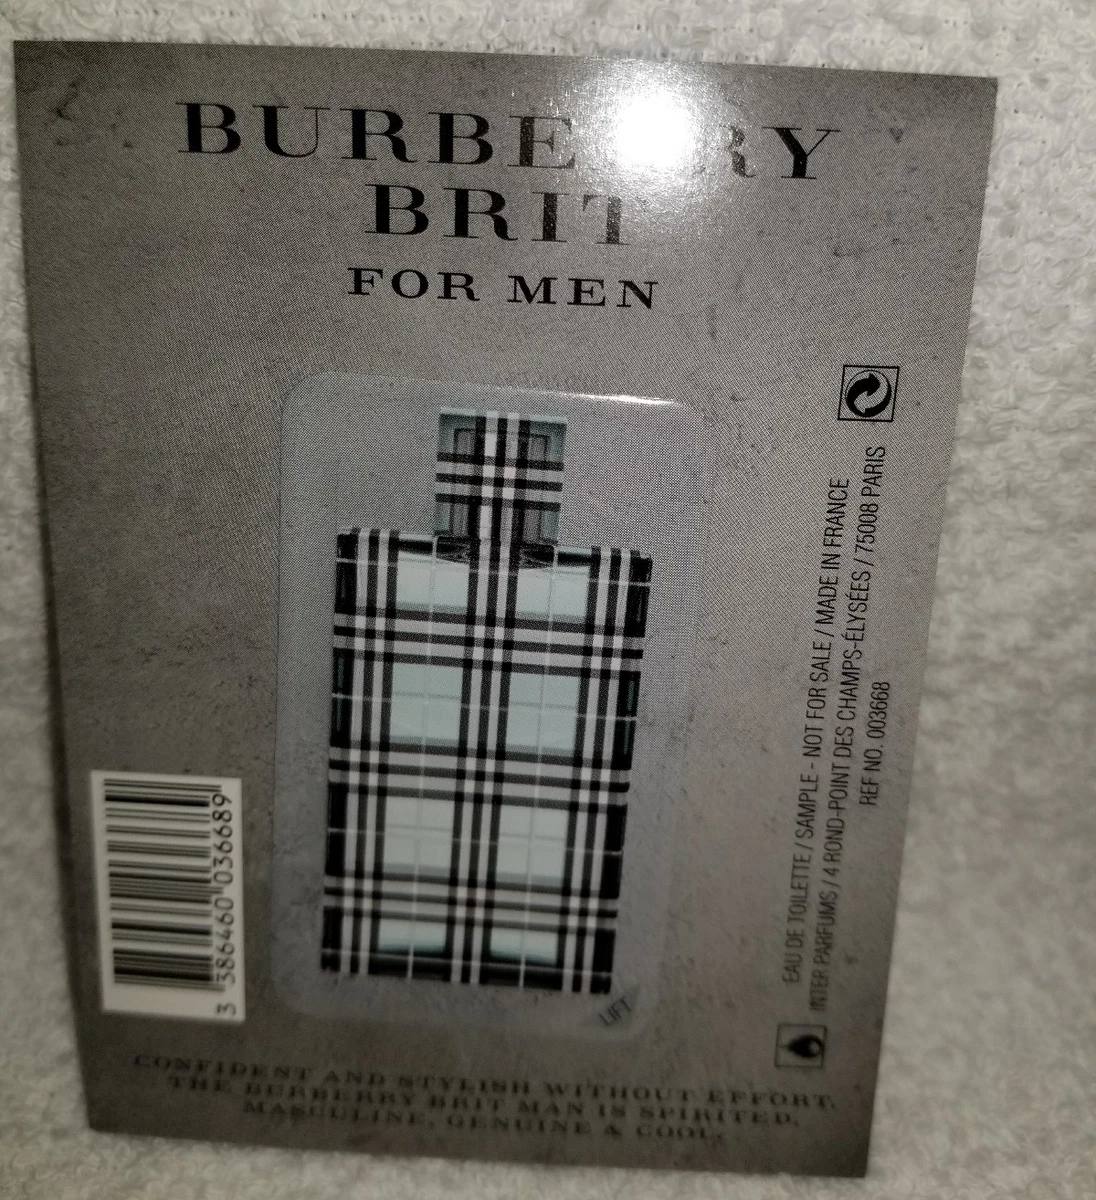 BURBERRY
BRIT
FOR MEN
EAU DE TOILETTE / SAMPLE - NOT FOR SALE / MADE IN FRANCE
INTER PARFUMS / 4 ROND-POINT DES CHAMPS-ÉLYSÉES / 75008 PARIS
REF NO. 003668
3 386460 036689
LIFT
CONFIDENT AND STYLISH WITHOUT EFFORT.
THE BURBERRY BRIT MAN IS SPIRITED,
MASCULINE, GENUINE & COOL.